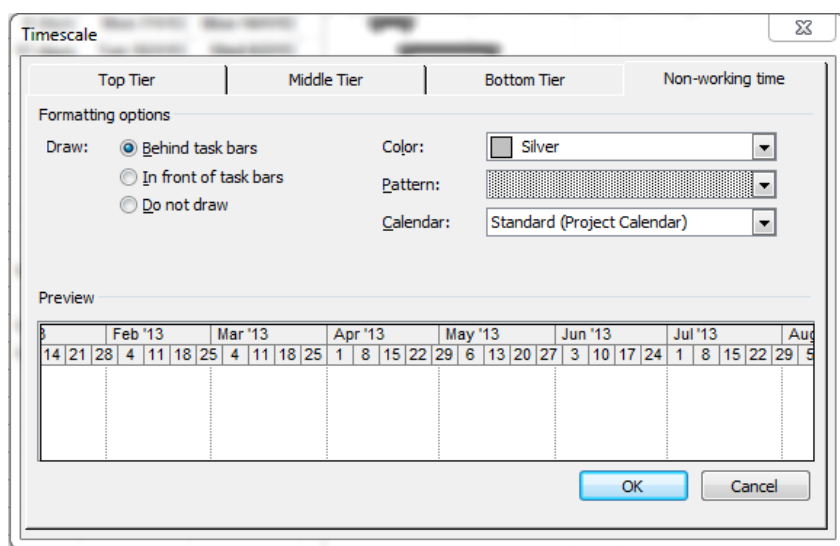 Timescale
Top Tier Middle Tier Bottom Tier Non-working time
Formatting options
Draw: Behind task bars Color: Silver
In front of task bars Pattern:
Do not draw Calendar: Standard (Project Calendar)
Preview
3 Feb '13 Mar '13 Apr '13 May '13 Jun '13 Jul '13 Aug
14 21 28 4 11 18 25 4 11 18 25 1 8 15 22 29 6 13 20 27 3 10 17 24 1 8 15 22 29 5
OK Cancel